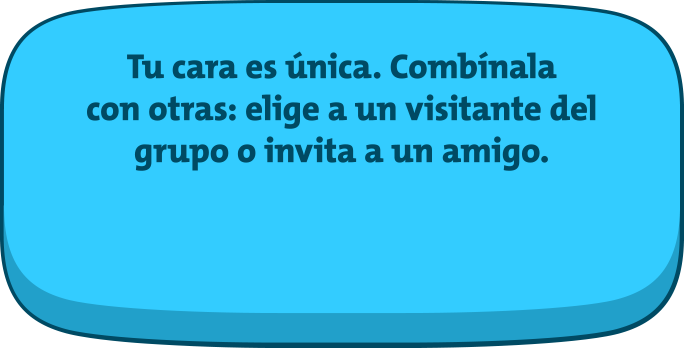 Tu cara es única. Combínala
con otras: elige a un visitante del
grupo o invita a un amigo.